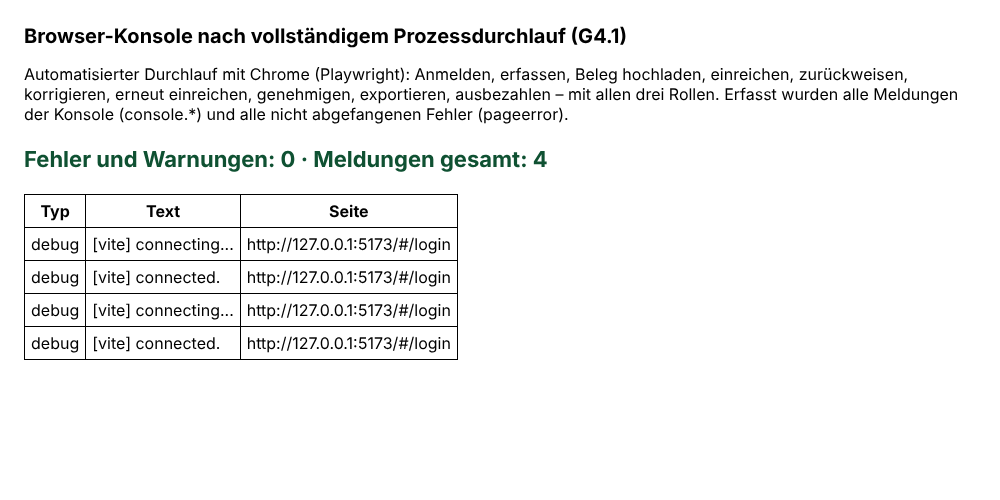 Browser-Konsole nach vollständigem Prozessdurchlauf (G4.1)
Automatisierter Durchlauf mit Chrome (Playwright): Anmelden, erfassen, Beleg hochladen, einreichen, zurückweisen,
korrigieren, erneut einreichen, genehmigen, exportieren, ausbezahlen – mit allen drei Rollen. Erfasst wurden alle Meldungen
der Konsole (console.*) und alle nicht abgefangenen Fehler (pageerror).
Fehler und Warnungen: 0 · Meldungen gesamt: 4
Typ Text Seite
debug [vite] connecting... http://127.0.0.1:5173/#/login
debug [vite] connected. http://127.0.0.1:5173/#/login
debug [vite] connecting... http://127.0.0.1:5173/#/login
debug [vite] connected. http://127.0.0.1:5173/#/login